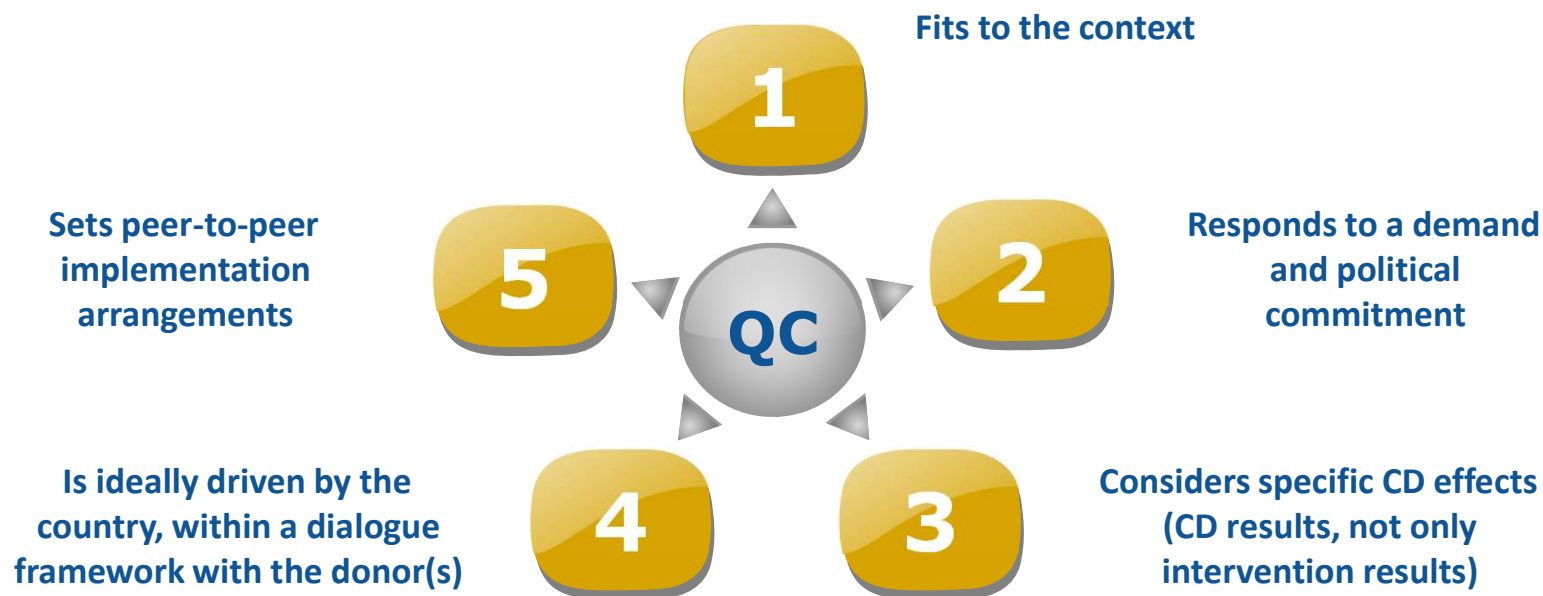 1
Fits to the context
2
Responds to a demand
and political
commitment
3
Considers specific CD effects
(CD results, not only
intervention results)
4
Is ideally driven by the
country, within a dialogue
framework with the donor(s)
5
Sets peer-to-peer
implementation
arrangements
QC